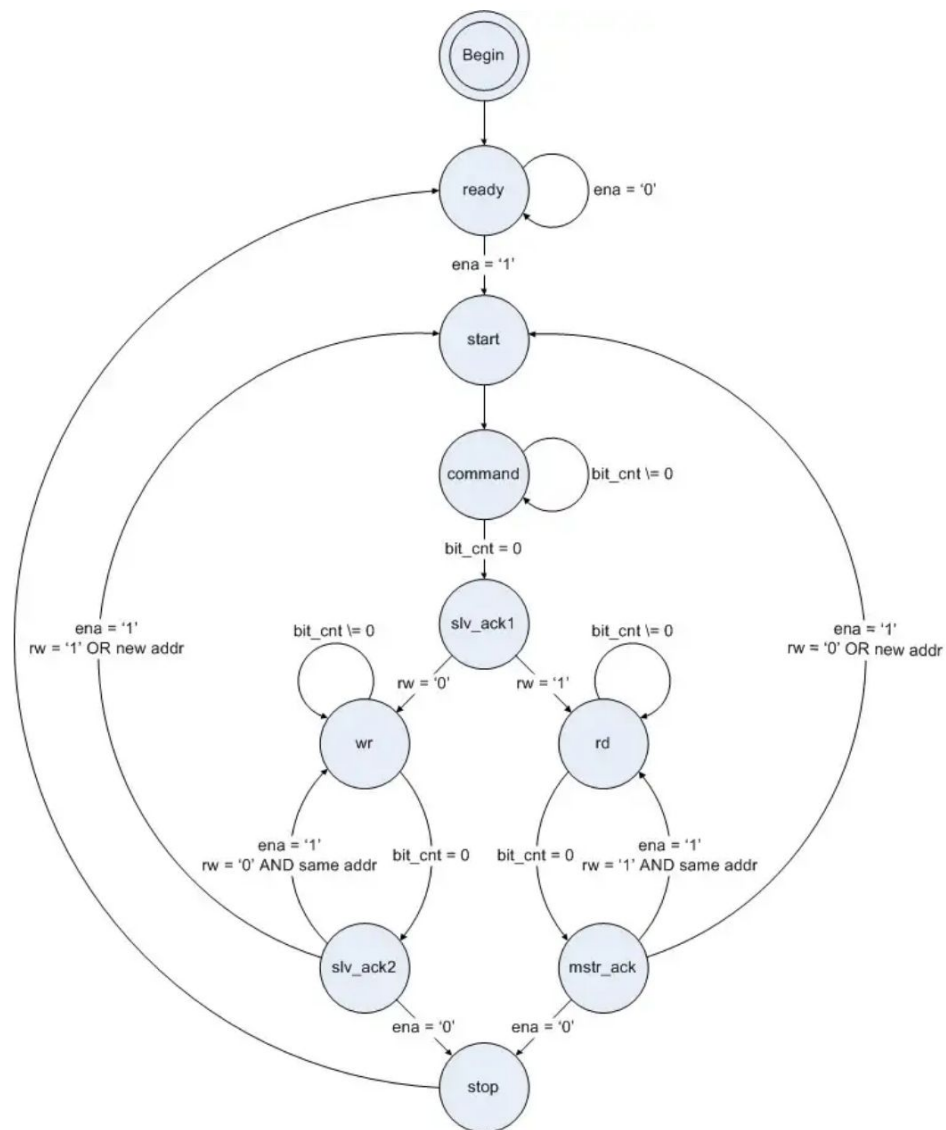 Begin
ready
ena = ‘0’
ena = ‘1’
start
command
bit_cnt \= 0
bit_cnt = 0
slv_ack1
ena = ‘1’
rw = ‘1’ OR new addr
bit_cnt \= 0
bit_cnt \= 0
ena = ‘1’
rw = ‘0’ OR new addr
rw = ‘0’
rw = ‘1’
wr
rd
ena = ‘1’
rw = ‘0’ AND same addr
bit_cnt = 0
bit_cnt = 0
ena = ‘1’
rw = ‘1’ AND same addr
slv_ack2
mstr_ack
ena = ‘0’
ena = ‘0’
stop